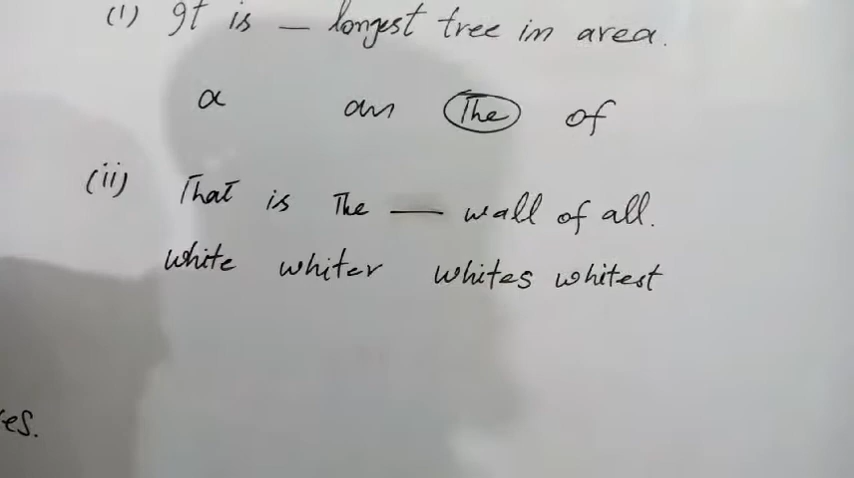 (i) It is _ longest tree in area.
a an The of
(ii) That is The _ wall of all.
white whiter whites whitest
es.